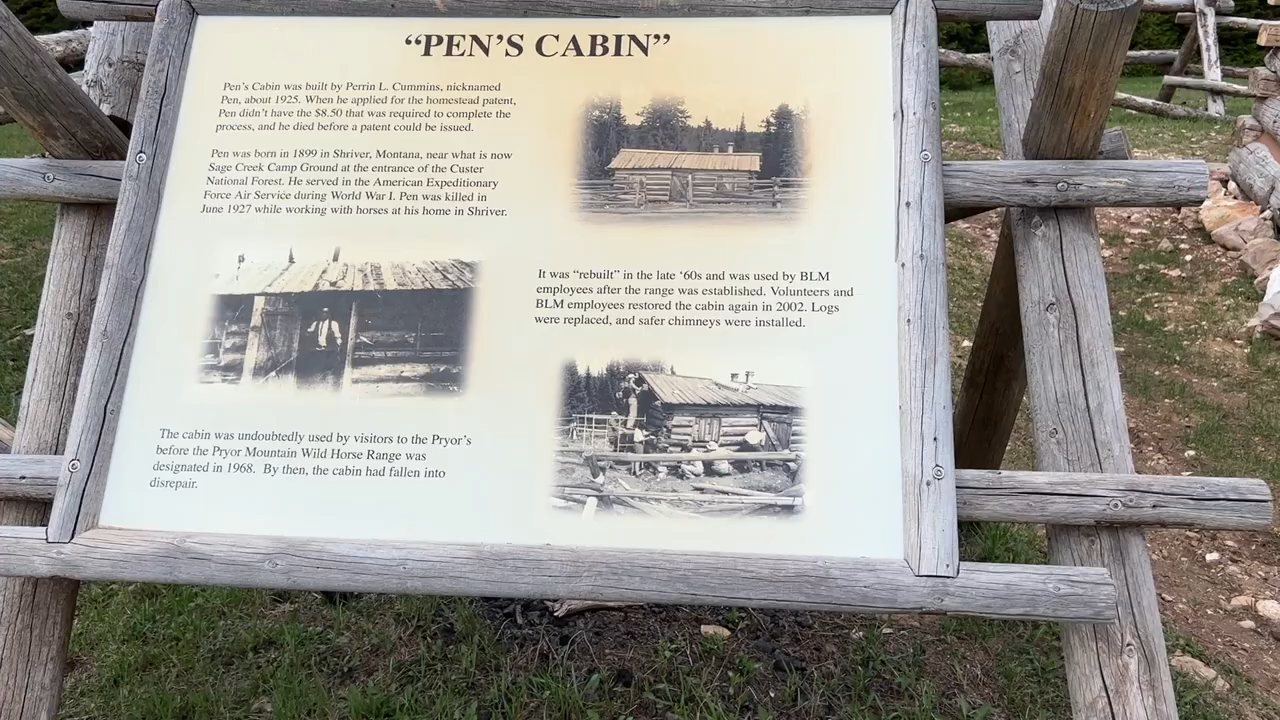 “PEN’S CABIN”
Pen’s Cabin was built by Perrin L. Cummins, nicknamed
Pen, about 1925. When he applied for the homestead patent,
Pen didn’t have the $8.50 that was required to complete the
process, and he died before a patent could be issued.
Pen was born in 1899 in Shriver, Montana, near what is now
Sage Creek Camp Ground at the entrance of the Custer
National Forest. He served in the American Expeditionary
Force Air Service during World War I. Pen was killed in
June 1927 while working with horses at his home in Shriver.
It was “rebuilt” in the late ‘60s and was used by BLM
employees after the range was established. Volunteers and
BLM employees restored the cabin again in 2002. Logs
were replaced, and safer chimneys were installed.
The cabin was undoubtedly used by visitors to the Pryor’s
before the Pryor Mountain Wild Horse Range was
designated in 1968. By then, the cabin had fallen into
disrepair.